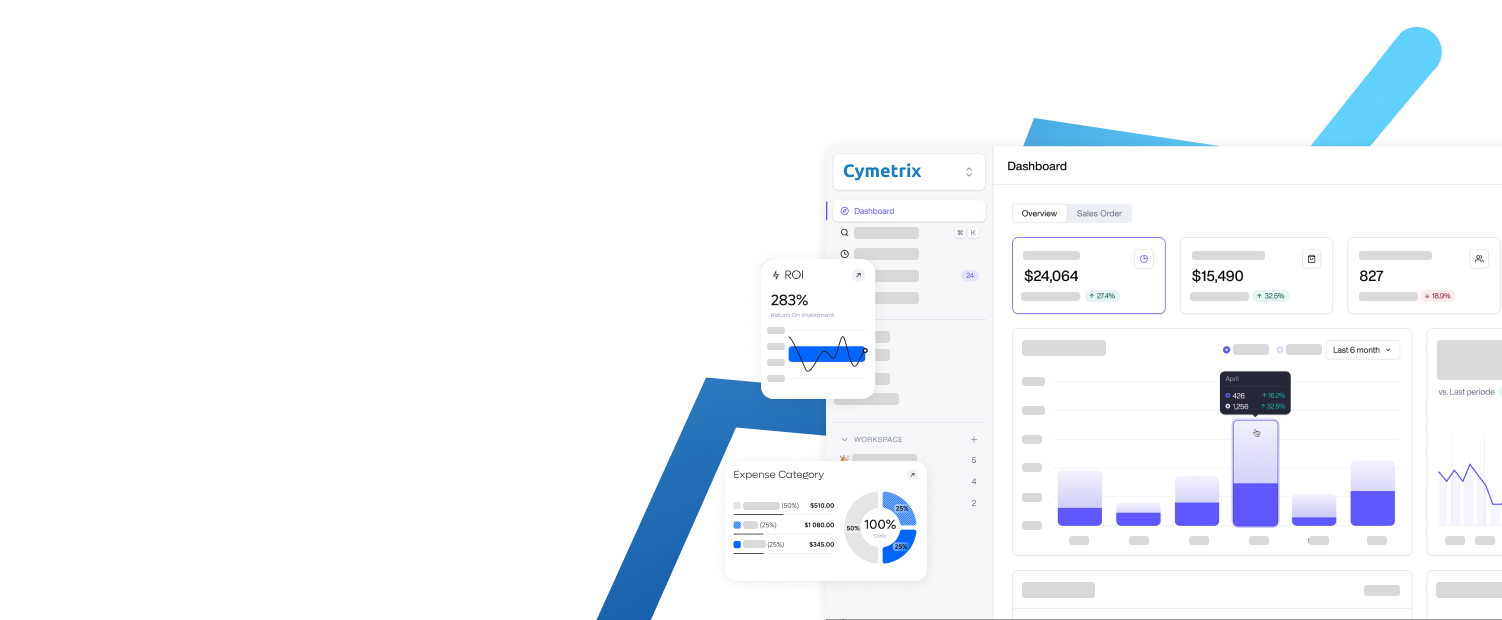 Cymetrix
Dashboard
Dashboard
⌘ K
24
WORKSPACE
5
4
2
ROI
283%
Return On Investment
Expense Category
(50%) $510.00
(25%) $1 080.00
(25%) $345.00
50%
25%
25%
100%
Data
Overview Sales Order
$24,064
↑ 27.4%
$15,490
↑ 32.5%
827
↓ 18.9%
Last 6 month
April
426 ↑ 16.2%
1,256 ↑ 32.5%
vs. Last periode